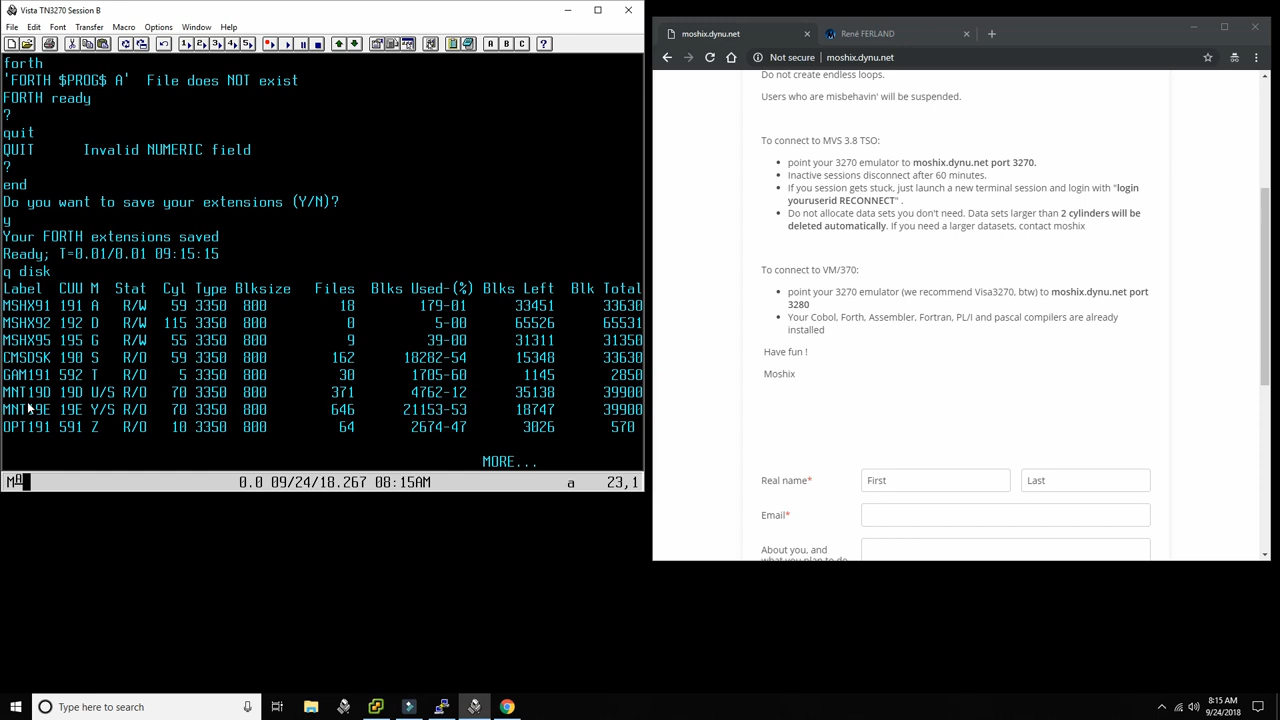 Vista TN3270 Session B
File Edit Font Transfer Macro Options Window Help
1 2 3 4 5 A B C ?
forth
'FORTH $PROG$ A'  File does NOT exist
FORTH ready
?
quit
QUIT      Invalid NUMERIC field
?
end
Do you want to save your extensions (Y/N)?
y
Your FORTH extensions saved
Ready; T=0.01/0.01 09:15:15
q disk
Label  CUU M  Stat  Cyl Type Blksize  Files  Blks Used-(%)  Blks Left  Blk Total
MSHX91 191 A  R/W  59 3350  800  18  179-01  33451  33630
MSHX92 192 D  R/W  115 3350  800  0  5-00  65526  65531
MSHX95 195 G  R/W  55 3350  800  9  39-00  31311  31350
CMSDSK 190 S  R/O  59 3350  800  162  18282-54  15348  33630
GAM191 592 T  R/O  5 3350  800  30  1705-60  1145  2850
MNT19D 19D U/S R/O  70 3350  800  371  4762-12  35138  39900
MNT19E 19E Y/S R/O  70 3350  800  646  21153-53  18747  39900
OPT191 591 Z  R/O  10 3350  800  64  2674-47  3026  570
MORE...
0.0 09/24/18.267 08:15AM a 23,1
moshix.dynu.net
René FERLAND
Not secure | moshix.dynu.net
Do not create endless loops.
Users who are misbehavin' will be suspended.
To connect to MVS 3.8 TSO:
• point your 3270 emulator to moshix.dynu.net port 3270.
• Inactive sessions disconnect after 60 minutes.
• If you session gets stuck, just launch a new terminal session and login with "login
youruserid RECONNECT" .
• Do not allocate data sets you don't need. Data sets larger than 2 cylinders will be
deleted automatically. If you need a larger datasets, contact moshix
To connect to VM/370:
• point your 3270 emulator (we recommend Visa3270, btw) to moshix.dynu.net port
3280
• Your Cobol, Forth, Assembler, Fortran, PL/I and pascal compilers are already
installed
Have fun !
Moshix
Real name* First Last
Email*
About you, and
Type here to search
8:15 AM
9/24/2018